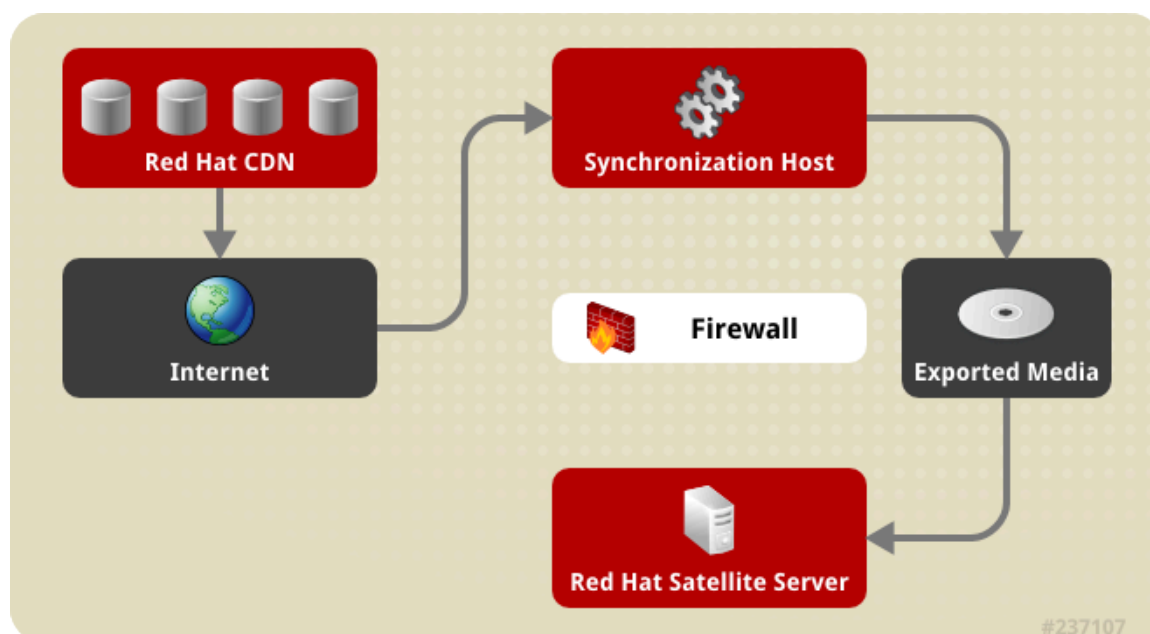 Red Hat CDN
Synchronization Host
Internet
Firewall
Exported Media
Red Hat Satellite Server
#237107